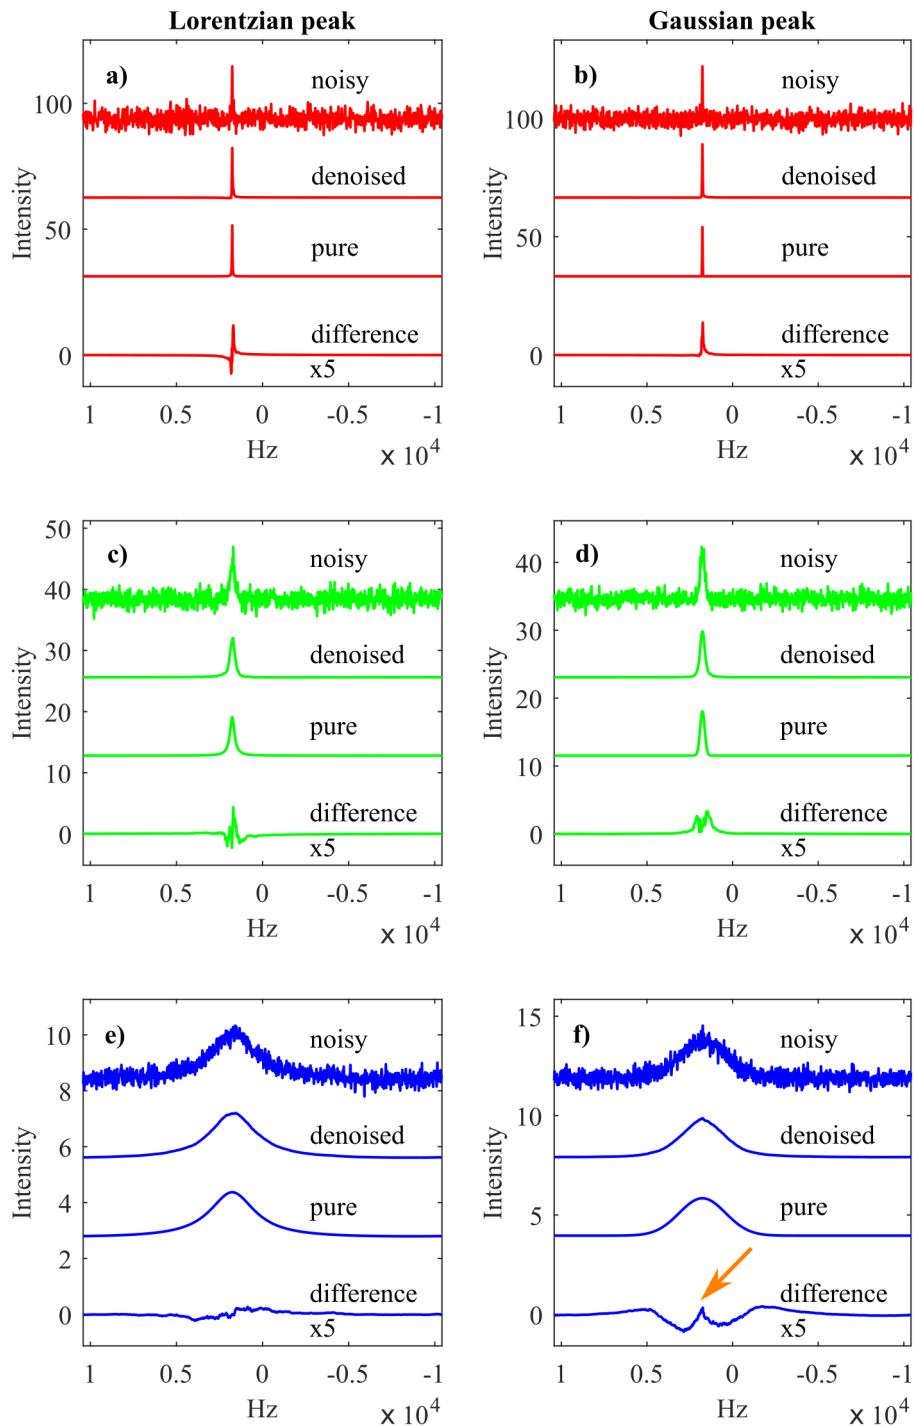 Lorentzian peak
Gaussian peak
a)
noisy
denoised
pure
difference
x5
100
50
0
Intensity
1
0.5
0
-0.5
-1
Hz
x 10^4
b)
noisy
denoised
pure
difference
x5
100
50
0
Intensity
1
0.5
0
-0.5
-1
Hz
x 10^4
c)
noisy
denoised
pure
difference
x5
50
40
30
20
10
0
Intensity
1
0.5
0
-0.5
-1
Hz
x 10^4
d)
noisy
denoised
pure
difference
x5
40
30
20
10
0
Intensity
1
0.5
0
-0.5
-1
Hz
x 10^4
e)
noisy
denoised
pure
difference
x5
10
8
6
4
2
0
Intensity
1
0.5
0
-0.5
-1
Hz
x 10^4
f)
noisy
denoised
pure
difference
x5
15
10
5
0
Intensity
1
0.5
0
-0.5
-1
Hz
x 10^4